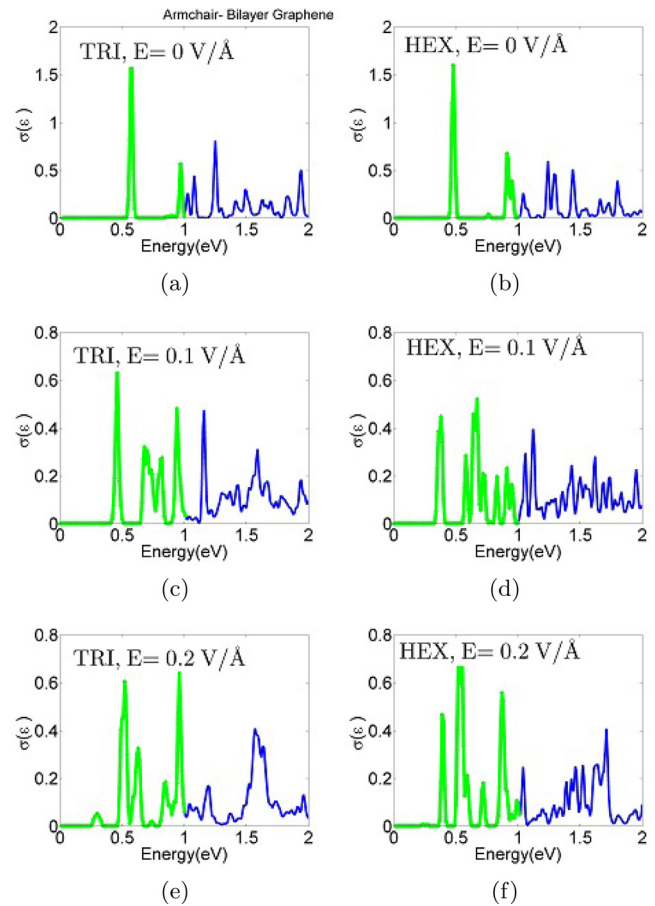 Armchair- Bilayer Graphene
TRI, E= 0 V/Å
σ(ε)
2
1.5
1
0.5
0
0 0.5 1 1.5 2
Energy(eV)
(a)
HEX, E= 0 V/Å
σ(ε)
2
1.5
1
0.5
0
0 0.5 1 1.5 2
Energy(eV)
(b)
TRI, E= 0.1 V/Å
σ(ε)
0.8
0.6
0.4
0.2
0
0 0.5 1 1.5 2
Energy(eV)
(c)
HEX, E= 0.1 V/Å
σ(ε)
0.8
0.6
0.4
0.2
0
0 0.5 1 1.5 2
Energy(eV)
(d)
TRI, E= 0.2 V/Å
σ(ε)
0.8
0.6
0.4
0.2
0
0 0.5 1 1.5 2
Energy(eV)
(e)
HEX, E= 0.2 V/Å
σ(ε)
0.8
0.6
0.4
0.2
0
0 0.5 1 1.5 2
Energy(eV)
(f)